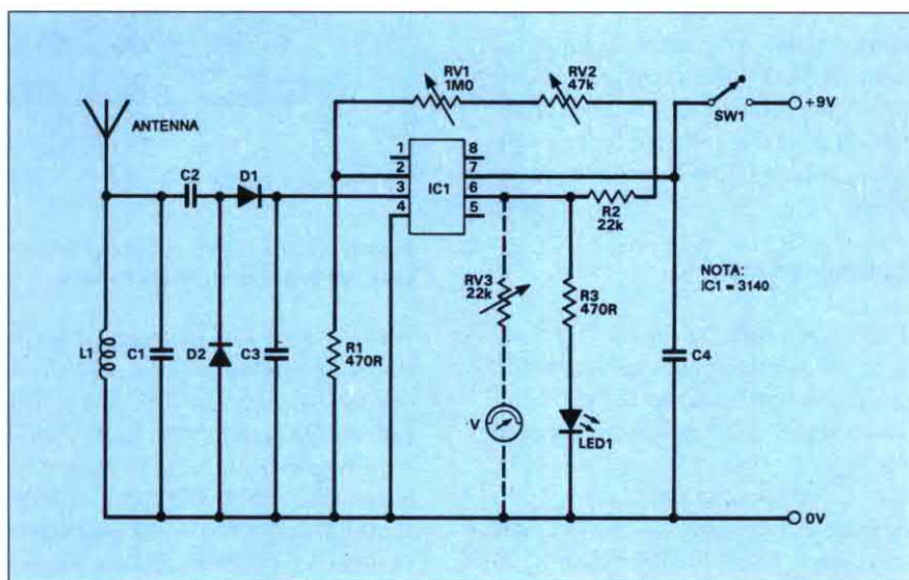 RV1
1M0
RV2
47k
SW1
+9V
ANTENNA
C2
D1
1
2
3
4
IC1
8
7
6
5
R2
22k
NOTA:
IC1 = 3140
RV3
22k
R3
470R
L1
C1
D2
C3
R1
470R
C4
V
LED1
0V